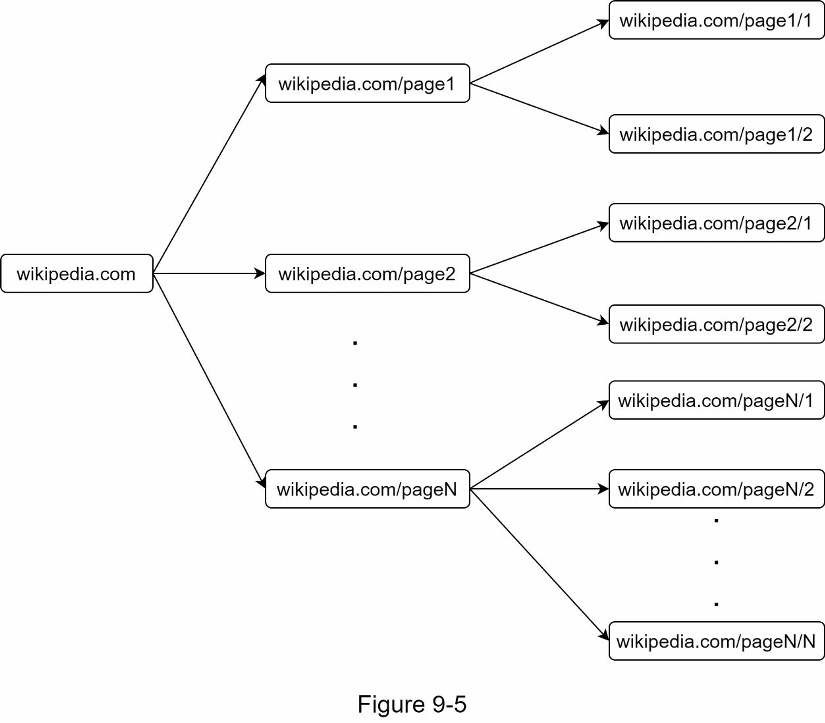 wikipedia.com/page1/1
wikipedia.com/page1
wikipedia.com/page1/2
wikipedia.com/page2/1
wikipedia.com
wikipedia.com/page2
wikipedia.com/page2/2
wikipedia.com/pageN/1
wikipedia.com/pageN
wikipedia.com/pageN/2
wikipedia.com/pageN/N
Figure 9-5